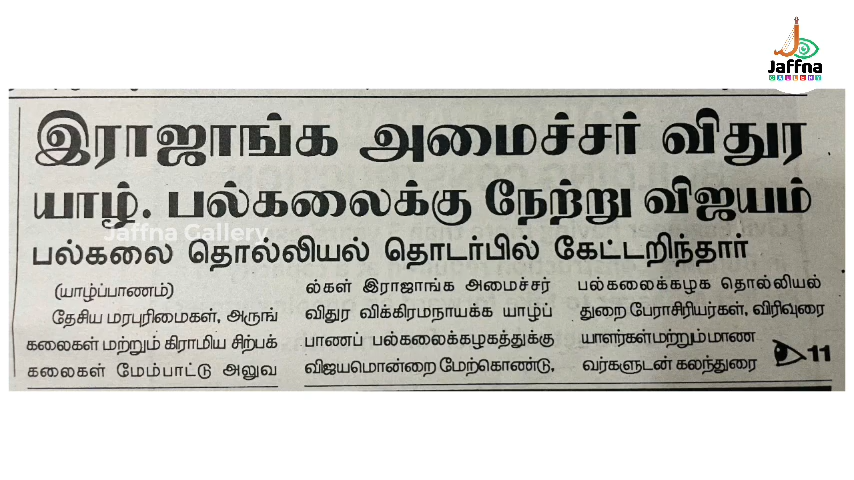 Jaffna
GALLERY
இராஜாங்க அமைச்சர் விதுர
யாழ். பல்கலைக்கு நேற்று விஜயம்
Jaffna Gallery
பல்கலை தொல்லியல் தொடர்பில் கேட்டறிந்தார்
(யாழ்ப்பாணம்)
தேசிய மரபுரிமைகள், அருங்
கலைகள் மற்றும் கிராமிய சிற்பக்
கலைகள் மேம்பாட்டு அலுவ
ல்கள் இராஜாங்க அமைச்சர்
விதுர விக்கிரமநாயக்க யாழ்ப்
பாணப் பல்கலைக்கழகத்துக்கு
விஜயமொன்றை மேற்கொண்டு,
பல்கலைக்கழக தொல்லியல்
துறை பேராசிரியர்கள், விரிவுரை
யாளர்கள் மற்றும் மாண
வர்களுடன் கலந்துரை
11